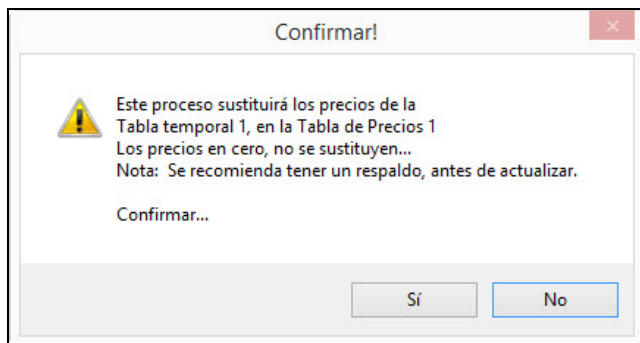 Confirmar!
Este proceso sustituirá los precios de la
Tabla temporal 1, en la Tabla de Precios 1
Los precios en cero, no se sustituyen...
Nota:  Se recomienda tener un respaldo, antes de actualizar.
Confirmar...
Sí
No